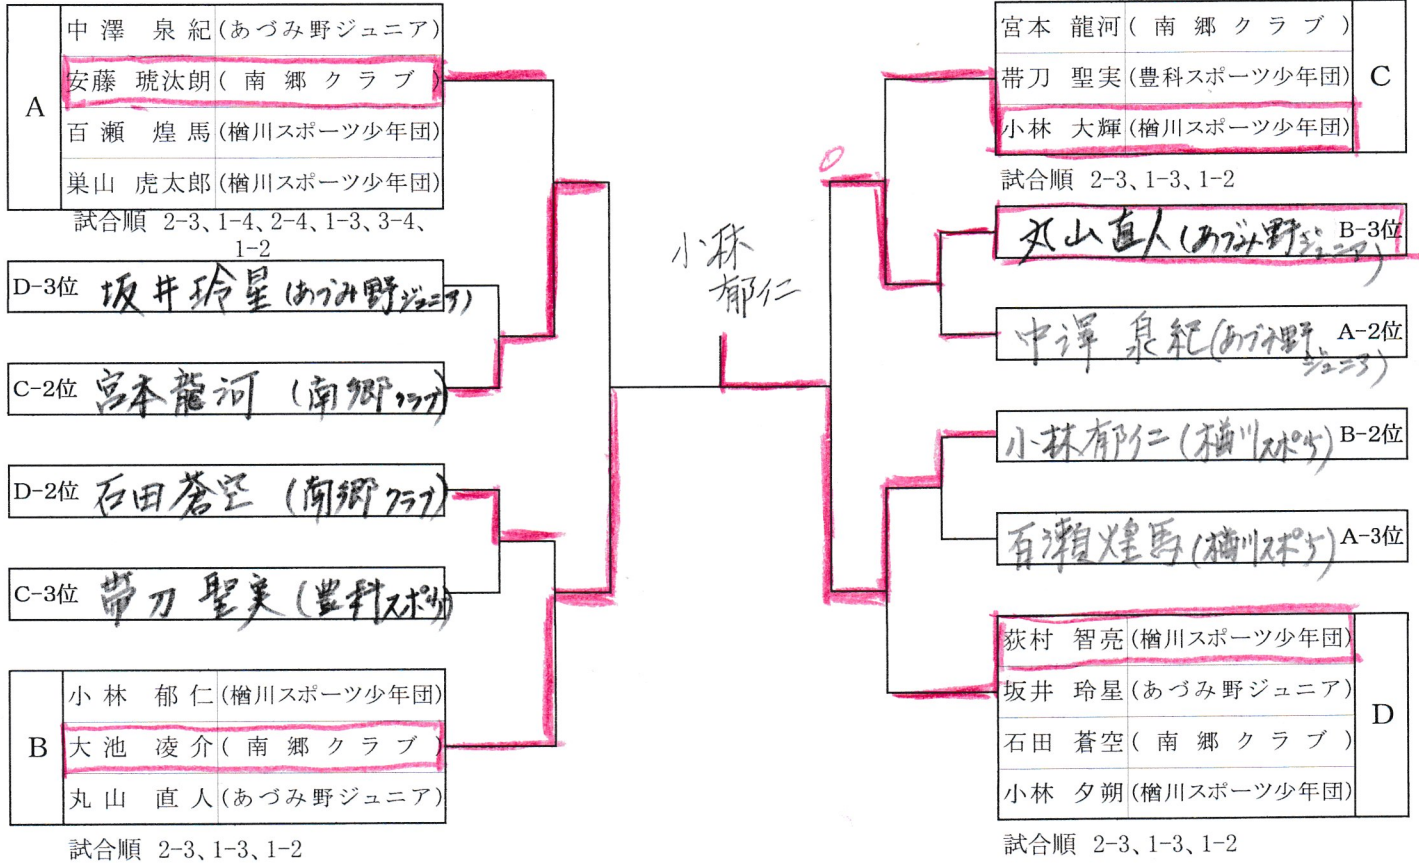 A
中澤 泉紀(あづみ野ジュニア)
安藤 琥汰朗(南郷クラブ)
百瀬 煌馬(楢川スポーツ少年団)
巣山 虎太郎(楢川スポーツ少年団)
試合順 2-3、1-4、2-4、1-3、3-4、
1-2
D-3位 坂井玲星(あづみ野ジュニア)
C-2位 宮本龍河(南郷クラブ)
D-2位 石田蒼空(南郷クラブ)
C-3位 帯刀聖実(豊科スポ少)
B
小林 郁仁(楢川スポーツ少年団)
大池 凌介(南郷クラブ)
丸山 直人(あづみ野ジュニア)
試合順 2-3、1-3、1-2
小林
郁仁
宮本 龍河(南郷クラブ)
帯刀 聖実(豊科スポーツ少年団)
小林 大輝(楢川スポーツ少年団)
C
試合順 2-3、1-3、1-2
丸山直人(あづみ野ジュニア) B-3位
中澤 泉紀(あづみ野ジュニア) A-2位
小林郁仁(楢川スポ少) B-2位
百瀬煌馬(楢川スポ少) A-3位
荻村 智亮(楢川スポーツ少年団)
坂井 玲星(あづみ野ジュニア)
石田 蒼空(南郷クラブ)
小林 夕朔(楢川スポーツ少年団)
D
試合順 2-3、1-3、1-2